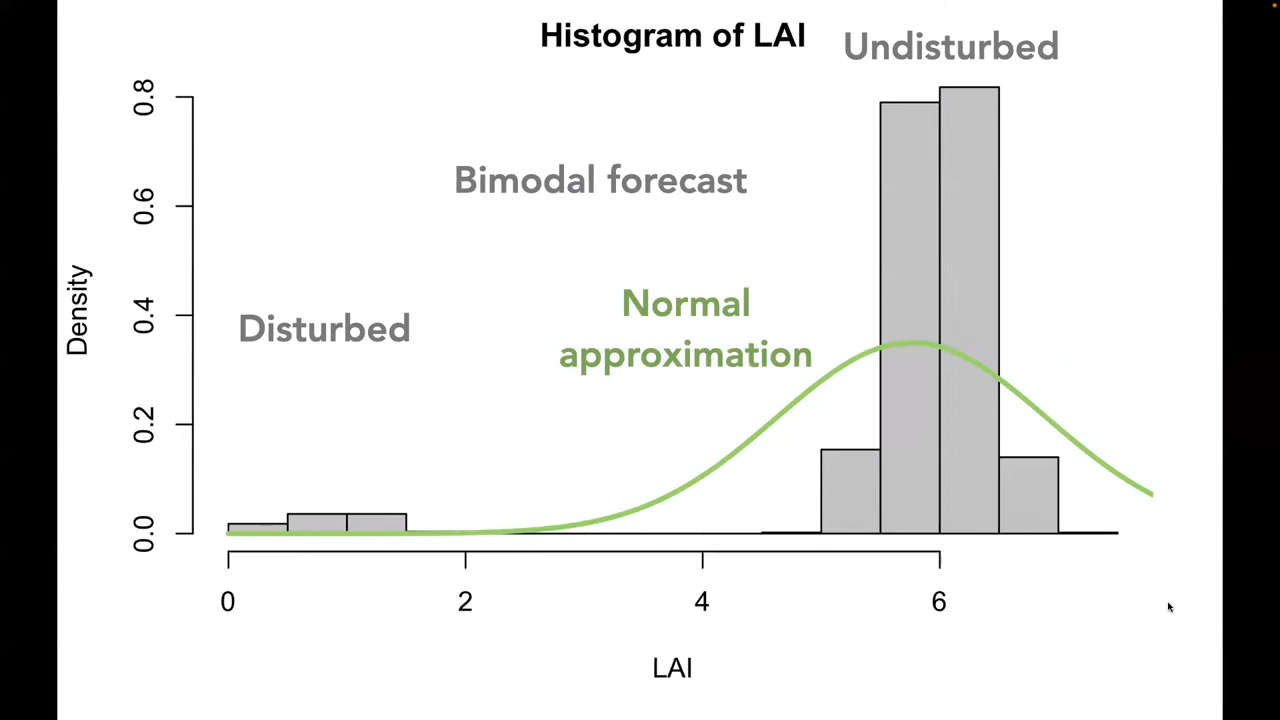 Histogram of LAI
Undisturbed
Bimodal forecast
Normal
approximation
Disturbed
Density
0.8
0.6
0.4
0.2
0.0
0 2 4 6
LAI